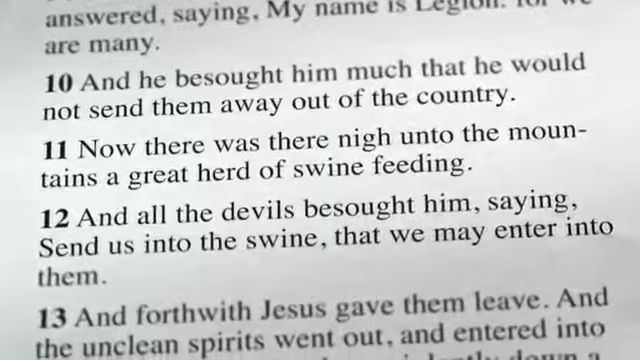 answered, saying, My name is Legion: for we
are many.
10 And he besought him much that he would
not send them away out of the country.
11 Now there was there nigh unto the moun-
tains a great herd of swine feeding.
12 And all the devils besought him, saying,
Send us into the swine, that we may enter into
them.
13 And forthwith Jesus gave them leave. And
the unclean spirits went out, and entered into
down a